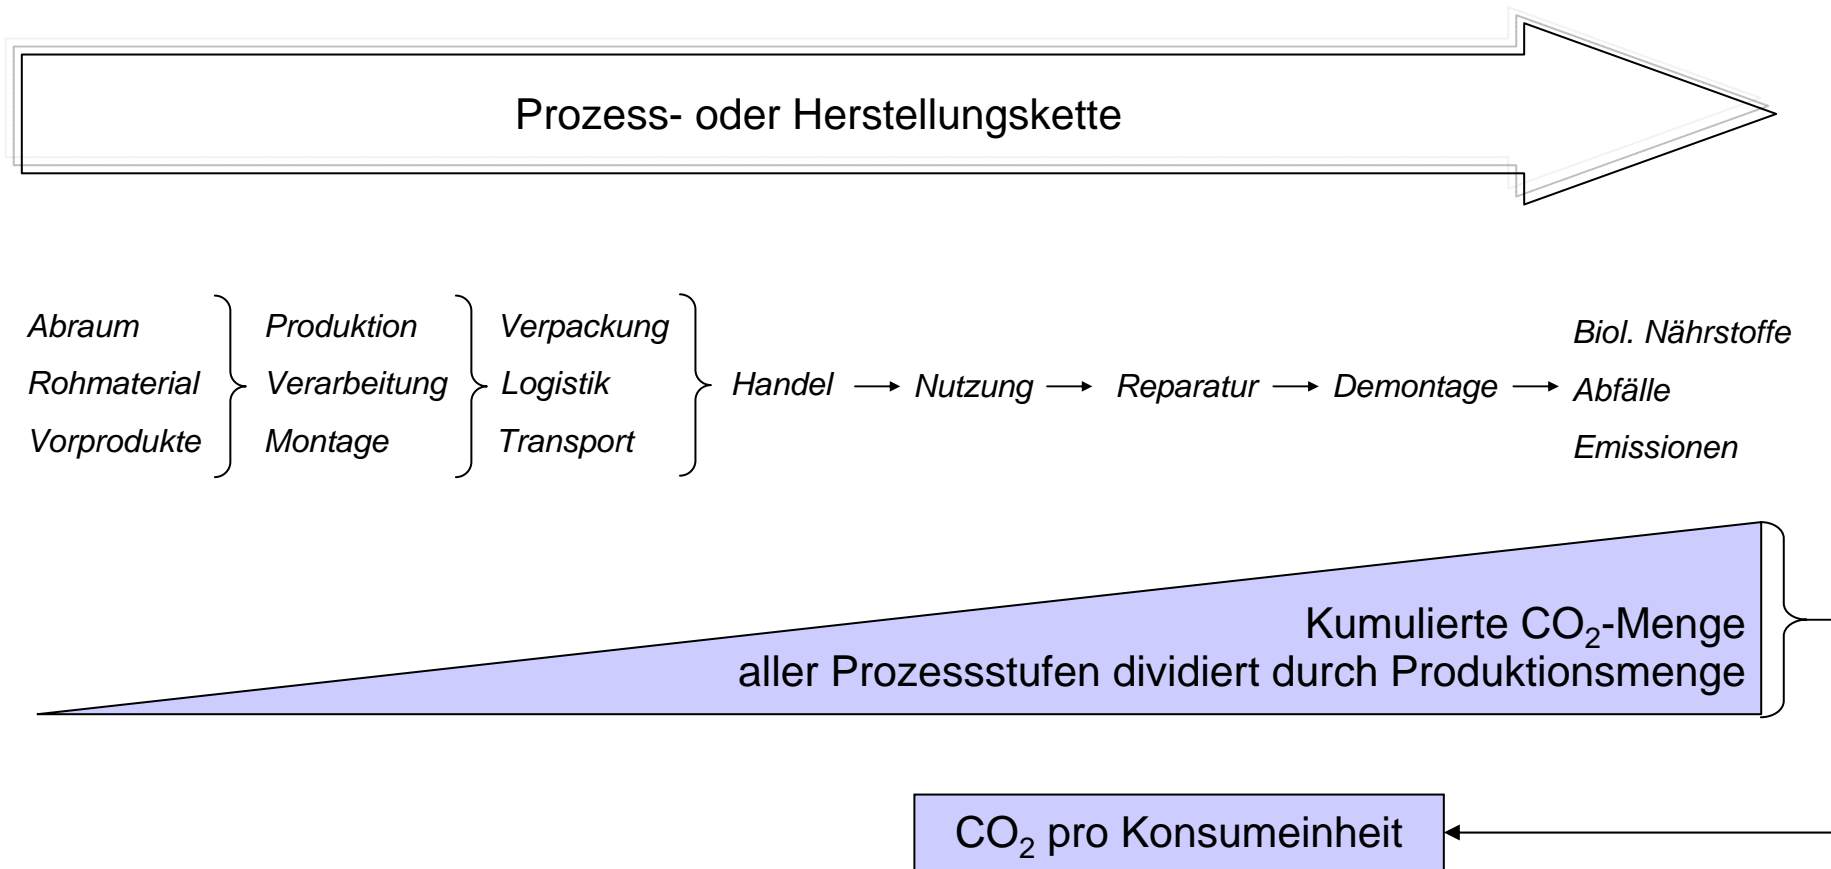 Prozess- oder Herstellungskette
Abraum
Rohmaterial
Vorprodukte
Produktion
Verarbeitung
Montage
Verpackung
Logistik
Transport
Handel
Nutzung
Reparatur
Demontage
Biol. Nährstoffe
Abfälle
Emissionen
Kumulierte CO₂-Menge
aller Prozessstufen dividiert durch Produktionsmenge
CO₂ pro Konsumeinheit